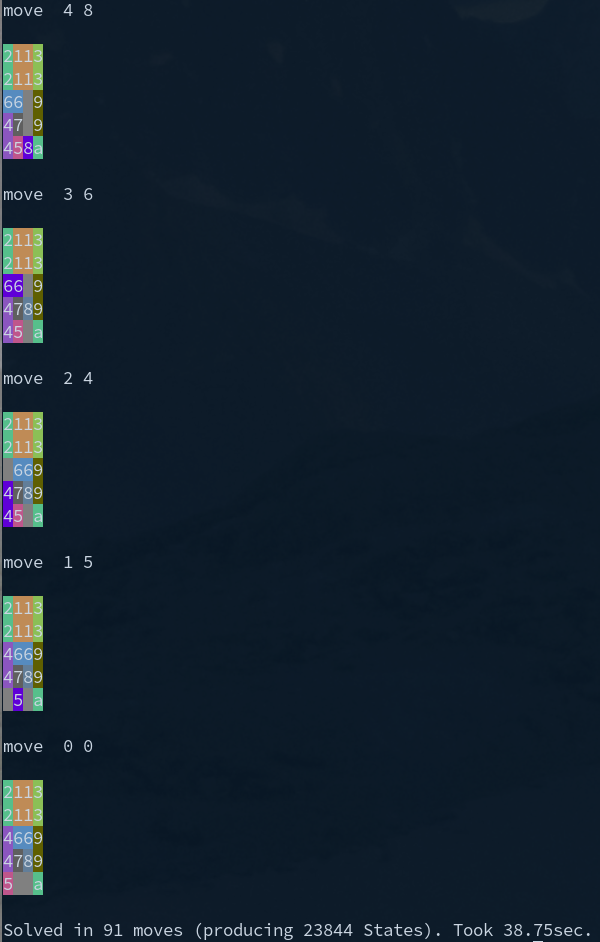 move  4 8
2113
2113
66 9
47 9
458a
move  3 6
2113
2113
66 9
4789
45 a
move  2 4
2113
2113
 669
4789
45 a
move  1 5
2113
2113
4669
4789
 5 a
move  0 0
2113
2113
4669
4789
5  a
Solved in 91 moves (producing 23844 States). Took 38.75sec.